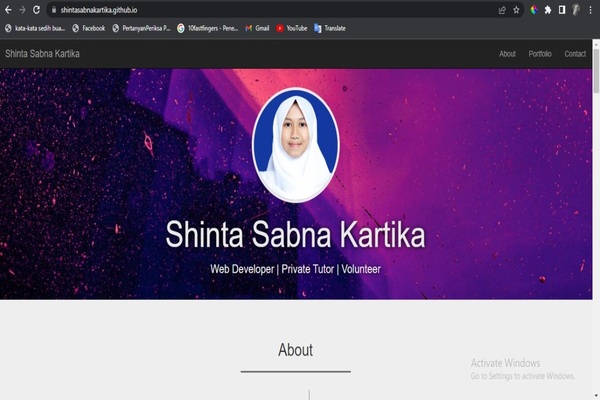 shintasabnakartika.github.io
kata-kata sedih bua... Facebook PertanyanPeriksa P... 10fastfingers - Pene... Gmail YouTube Translate
Shinta Sabna Kartika About Portfolio Contact
Shinta Sabna Kartika
Web Developer | Private Tutor | Volunteer
About
Activate Windows
Go to Settings to activate Windows.